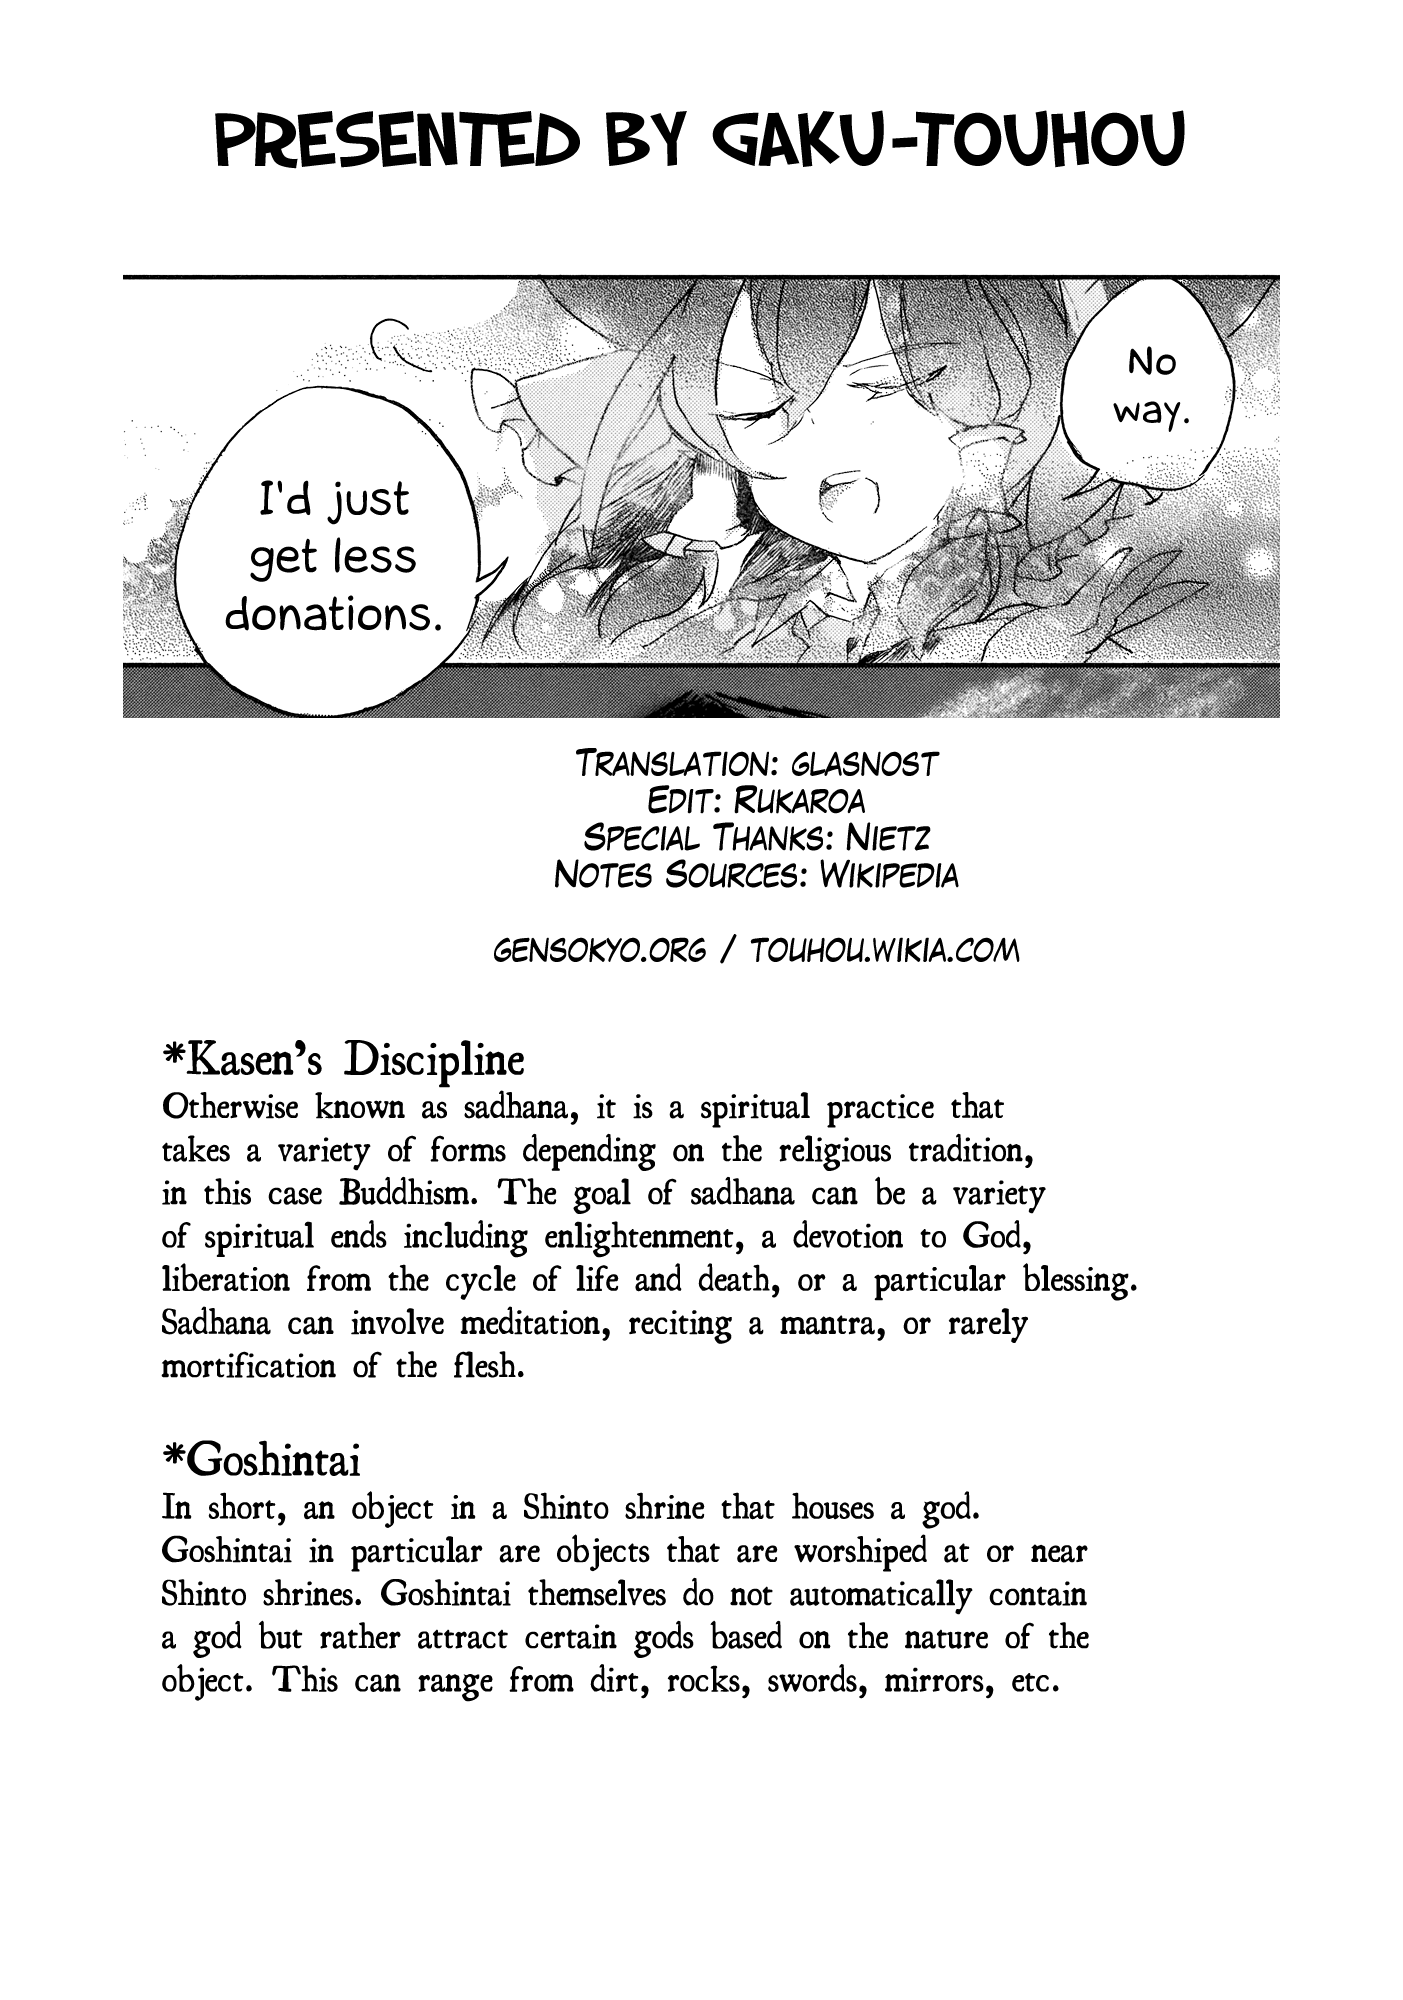 PRESENTED BY GAKU-TOUHOU
No
way.
I'd just
get less
donations.
TRANSLATION: GLASNOST
EDIT: RUKAROA
SPECIAL THANKS: NIETZ
NOTES SOURCES: WIKIPEDIA
GENSOKYO.ORG / TOUHOU.WIKIA.COM
*Kasen's Discipline
Otherwise known as sadhana, it is a spiritual practice that
takes a variety of forms depending on the religious tradition,
in this case Buddhism. The goal of sadhana can be a variety
of spiritual ends including enlightenment, a devotion to God,
liberation from the cycle of life and death, or a particular blessing.
Sadhana can involve meditation, reciting a mantra, or rarely
mortification of the flesh.
*Goshintai
In short, an object in a Shinto shrine that houses a god.
Goshintai in particular are objects that are worshiped at or near
Shinto shrines. Goshintai themselves do not automatically contain
a god but rather attract certain gods based on the nature of the
object. This can range from dirt, rocks, swords, mirrors, etc.